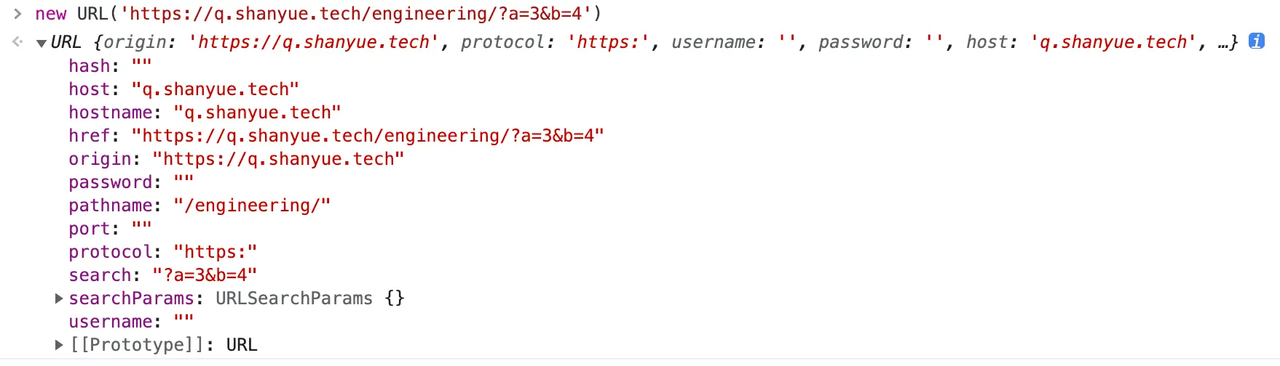 > new URL('https://q.shanyue.tech/engineering/?a=3&b=4')
URL {origin: 'https://q.shanyue.tech', protocol: 'https:', username: '', password: '', host: 'q.shanyue.tech', …} i
hash: ""
host: "q.shanyue.tech"
hostname: "q.shanyue.tech"
href: "https://q.shanyue.tech/engineering/?a=3&b=4"
origin: "https://q.shanyue.tech"
password: ""
pathname: "/engineering/"
port: ""
protocol: "https:"
search: "?a=3&b=4"
searchParams: URLSearchParams {}
username: ""
[[Prototype]]: URL